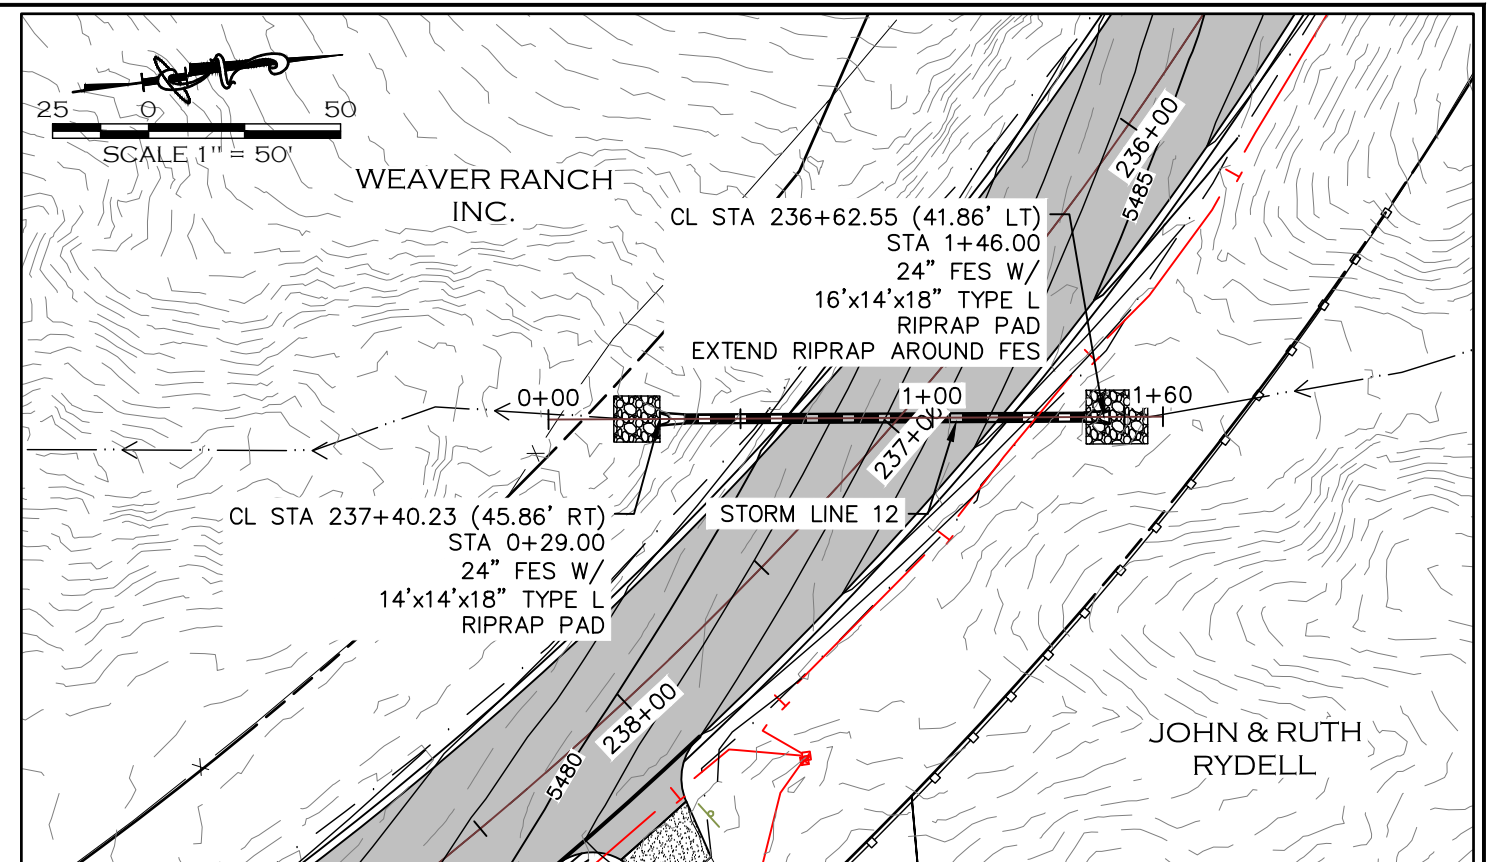 25 0 50
SCALE 1" = 50'
WEAVER RANCH
INC.
236+00
5485
CL STA 236+62.55 (41.86' LT)
STA 1+46.00
24" FES W/
16'x14'x18" TYPE L
RIPRAP PAD
EXTEND RIPRAP AROUND FES
0+00
1+00
1+60
237+00
CL STA 237+40.23 (45.86' RT)
STA 0+29.00
24" FES W/
14'x14'x18" TYPE L
RIPRAP PAD
STORM LINE 12
238+00
5480
JOHN & RUTH
RYDELL